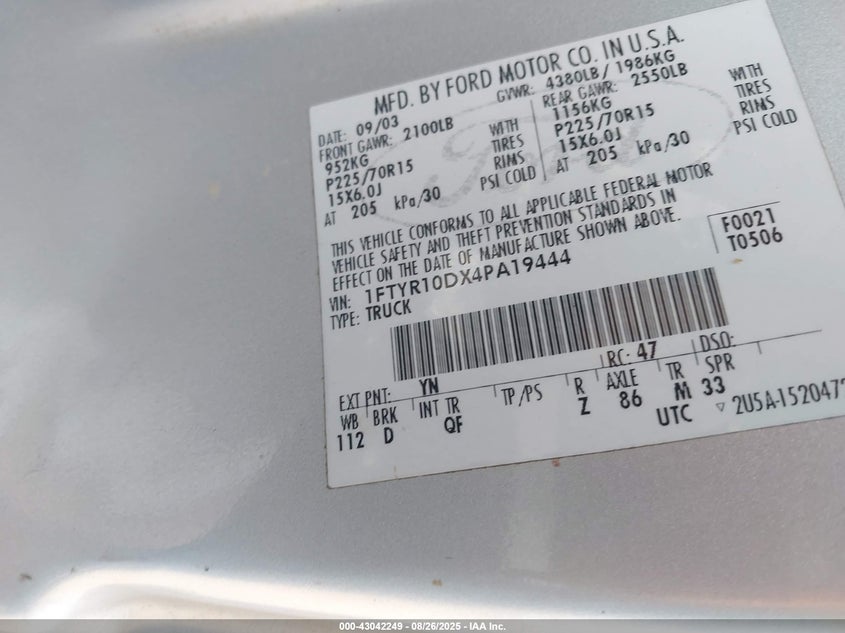 MFD. BY FORD MOTOR CO. IN U.S.A.
DATE: 09/03 GVWR: 4380LB / 1986KG
FRONT GAWR: 2100LB REAR GAWR: 2550LB
952KG WITH 1156KG WITH
P225/70R15 TIRES P225/70R15 TIRES
15X6.0J RIMS 15X6.0J RIMS
AT 205 kPa/30 PSI COLD AT 205 kPa/30 PSI COLD
THIS VEHICLE CONFORMS TO ALL APPLICABLE FEDERAL MOTOR
VEHICLE SAFETY AND THEFT PREVENTION STANDARDS IN
EFFECT ON THE DATE OF MANUFACTURE SHOWN ABOVE.
F0021
T0506
VIN: 1FTYR10DX4PA19444
TYPE: TRUCK
EXT PNT: YN RC: 47 DSO:
WB BRK INT TR TP/PS R AXLE TR SPR
112 D QF Z 86 M 33
UTC ▽ 2U5A-1520472
Ford
000-43042249 - 08/26/2025 - IAA Inc.